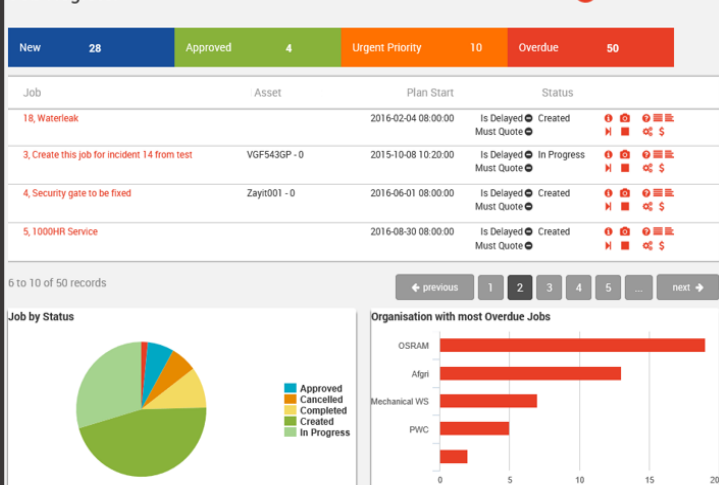 New 28 Approved 4 Urgent Priority 10 Overdue 50
Job Asset Plan Start Status
18, Waterleak 2016-02-04 08:00:00 Is Delayed Created
Must Quote
3, Create this job for incident 14 from test VGF543GP - 0 2015-10-08 10:20:00 Is Delayed In Progress
Must Quote
4, Security gate to be fixed Zayit001 - 0 2016-06-01 08:00:00 Is Delayed Created
Must Quote
5, 1000HR Service 2016-08-30 08:00:00 Is Delayed Created
Must Quote
6 to 10 of 50 records
previous 1 2 3 4 5 ... next
Job by Status
Approved
Cancelled
Completed
Created
In Progress
Organisation with most Overdue Jobs
OSRAM
Afgri
Mechanical WS
PWC
0 5 10 15 20